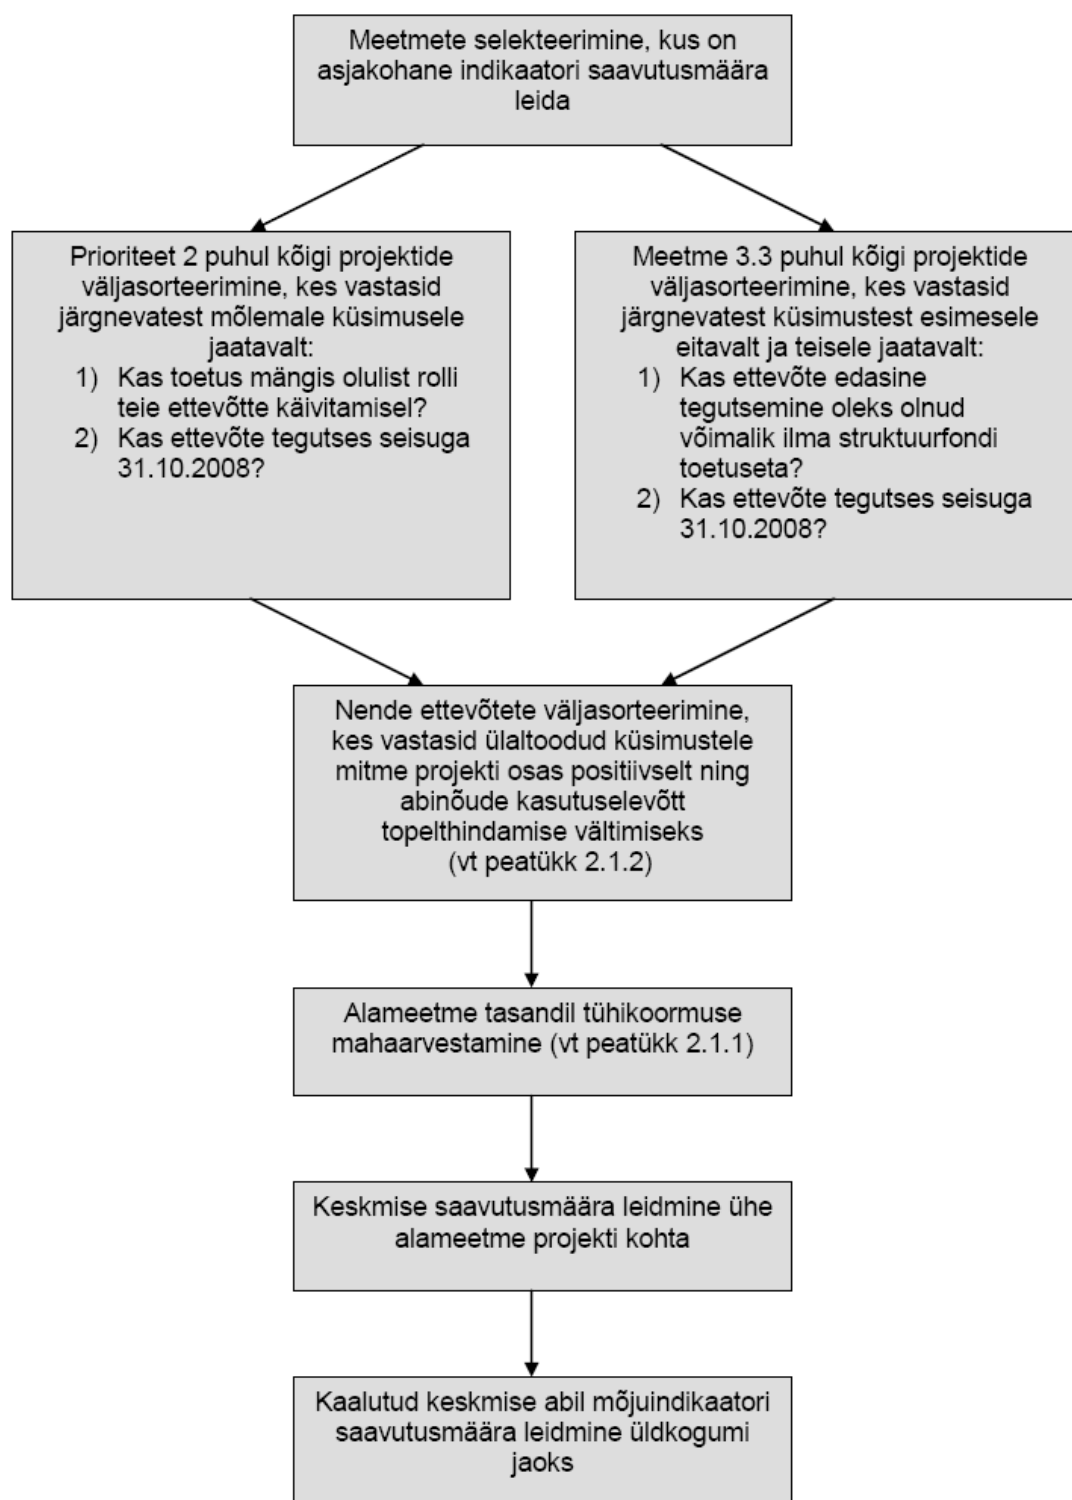 Meetmete selekteerimine, kus on
asjakohane indikaatori saavutusmäära
leida
Prioriteet 2 puhul kõigi projektide
väljasorteerimine, kes vastasid
järgnevatest mõlemale küsimusele
jaatavalt:
1) Kas toetus mängis olulist rolli
teie ettevõtte käivitamisel?
2) Kas ettevõte tegutses seisuga
31.10.2008?
Meetme 3.3 puhul kõigi projektide
väljasorteerimine, kes vastasid
järgnevatest küsimustest esimesele
eitavalt ja teisele jaatavalt:
1) Kas ettevõte edasine
tegutsemine oleks olnud
võimalik ilma struktuurfondi
toetuseta?
2) Kas ettevõte tegutses seisuga
31.10.2008?
Nende ettevõtete väljasorteerimine,
kes vastasid ülaltoodud küsimustele
mitme projekti osas positiivselt ning
abinõude kasutuselevõtt
topelthindamise vältimiseks
(vt peatükk 2.1.2)
Alameetme tasandil tühikoormuse
mahaarvestamine (vt peatükk 2.1.1)
Keskmise saavutusmäära leidmine ühe
alameetme projekti kohta
Kaalutud keskmise abil mõjuindikaatori
saavutusmäära leidmine üldkogumi
jaoks